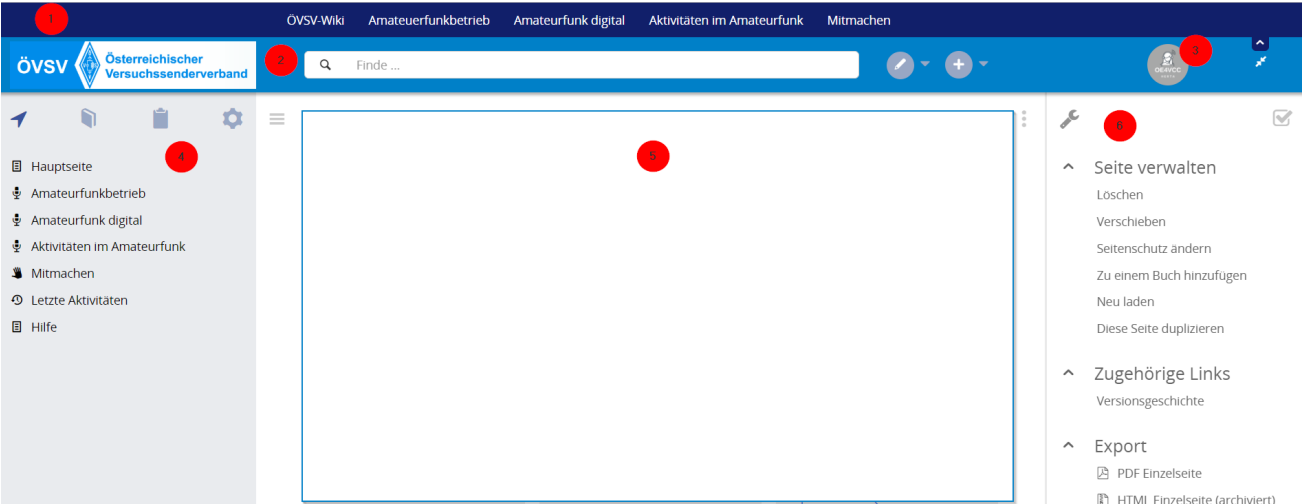 1 ÖVSV-Wiki Amateuerfunkbetrieb Amateurfunk digital Aktivitäten im Amateurfunk Mitmachen
ÖVSV Österreichischer Versuchssenderverband
2 Finde ...
OE4VCC
3
4
Hauptseite
Amateurfunkbetrieb
Amateurfunk digital
Aktivitäten im Amateurfunk
Mitmachen
Letzte Aktivitäten
Hilfe
5
6
Seite verwalten
Löschen
Verschieben
Seitenschutz ändern
Zu einem Buch hinzufügen
Neu laden
Diese Seite duplizieren
Zugehörige Links
Versionsgeschichte
Export
PDF Einzelseite
HTML Einzelseite (archiviert)